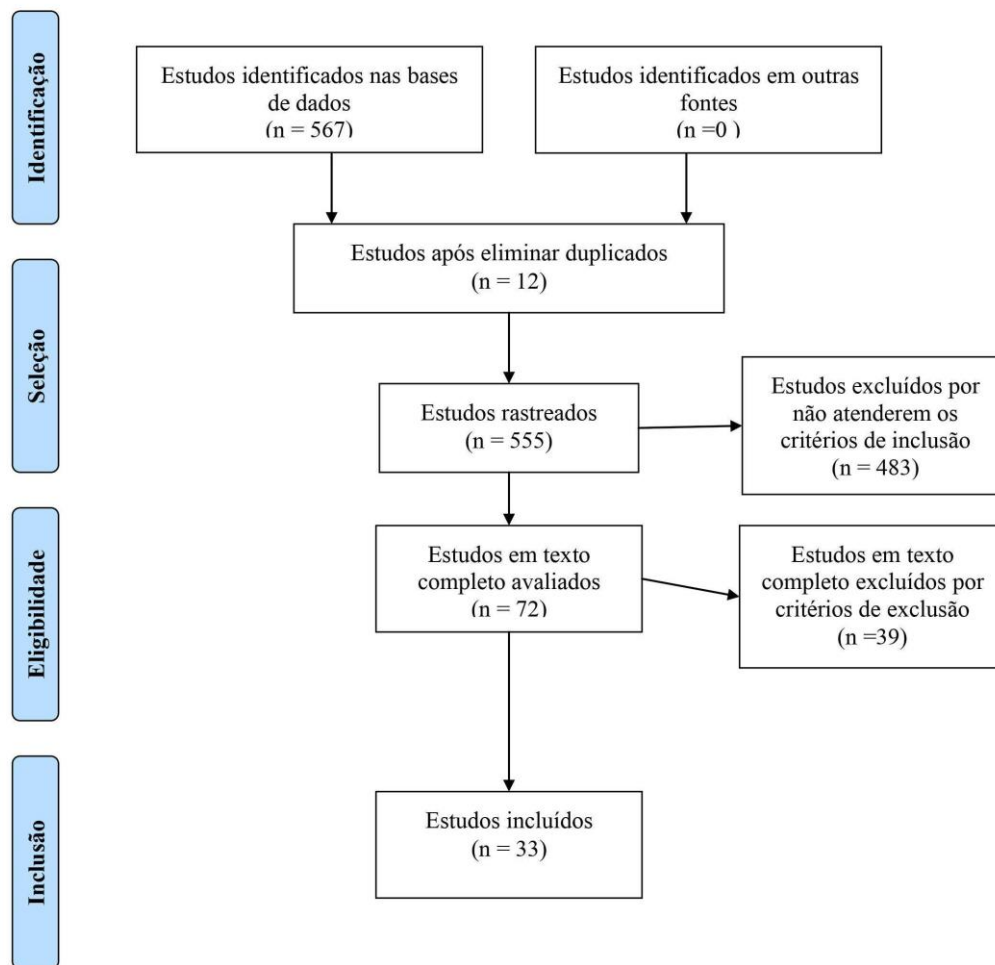 Identificação
Estudos identificados nas bases
de dados
(n = 567)
Estudos identificados em outras
fontes
(n =0 )
Estudos após eliminar duplicados
(n = 12)
Seleção
Estudos rastreados
(n = 555)
Estudos excluídos por
não atenderem os
critérios de inclusão
(n = 483)
Eligibilidade
Estudos em texto
completo avaliados
(n = 72)
Estudos em texto
completo excluídos por
critérios de exclusão
(n =39)
Inclusão
Estudos incluídos
(n = 33)